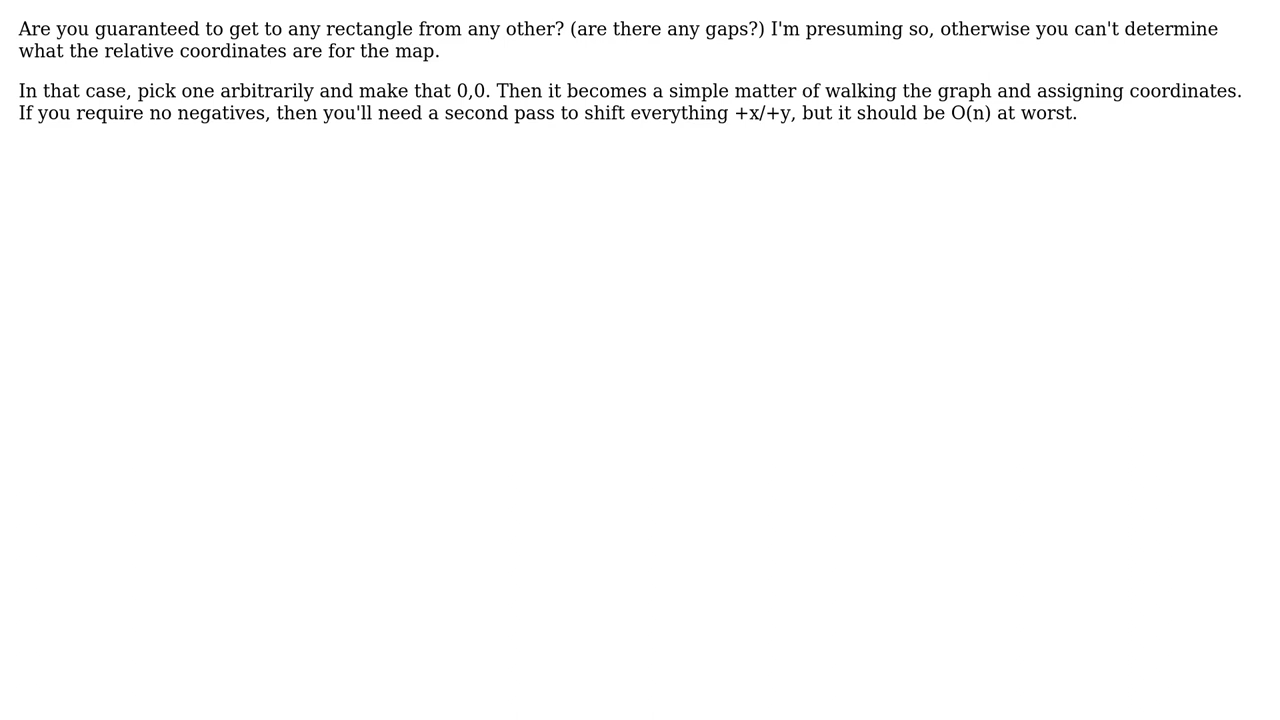 Are you guaranteed to get to any rectangle from any other? (are there any gaps?) I'm presuming so, otherwise you can't determine
what the relative coordinates are for the map.
In that case, pick one arbitrarily and make that 0,0. Then it becomes a simple matter of walking the graph and assigning coordinates.
If you require no negatives, then you'll need a second pass to shift everything +x/+y, but it should be O(n) at worst.